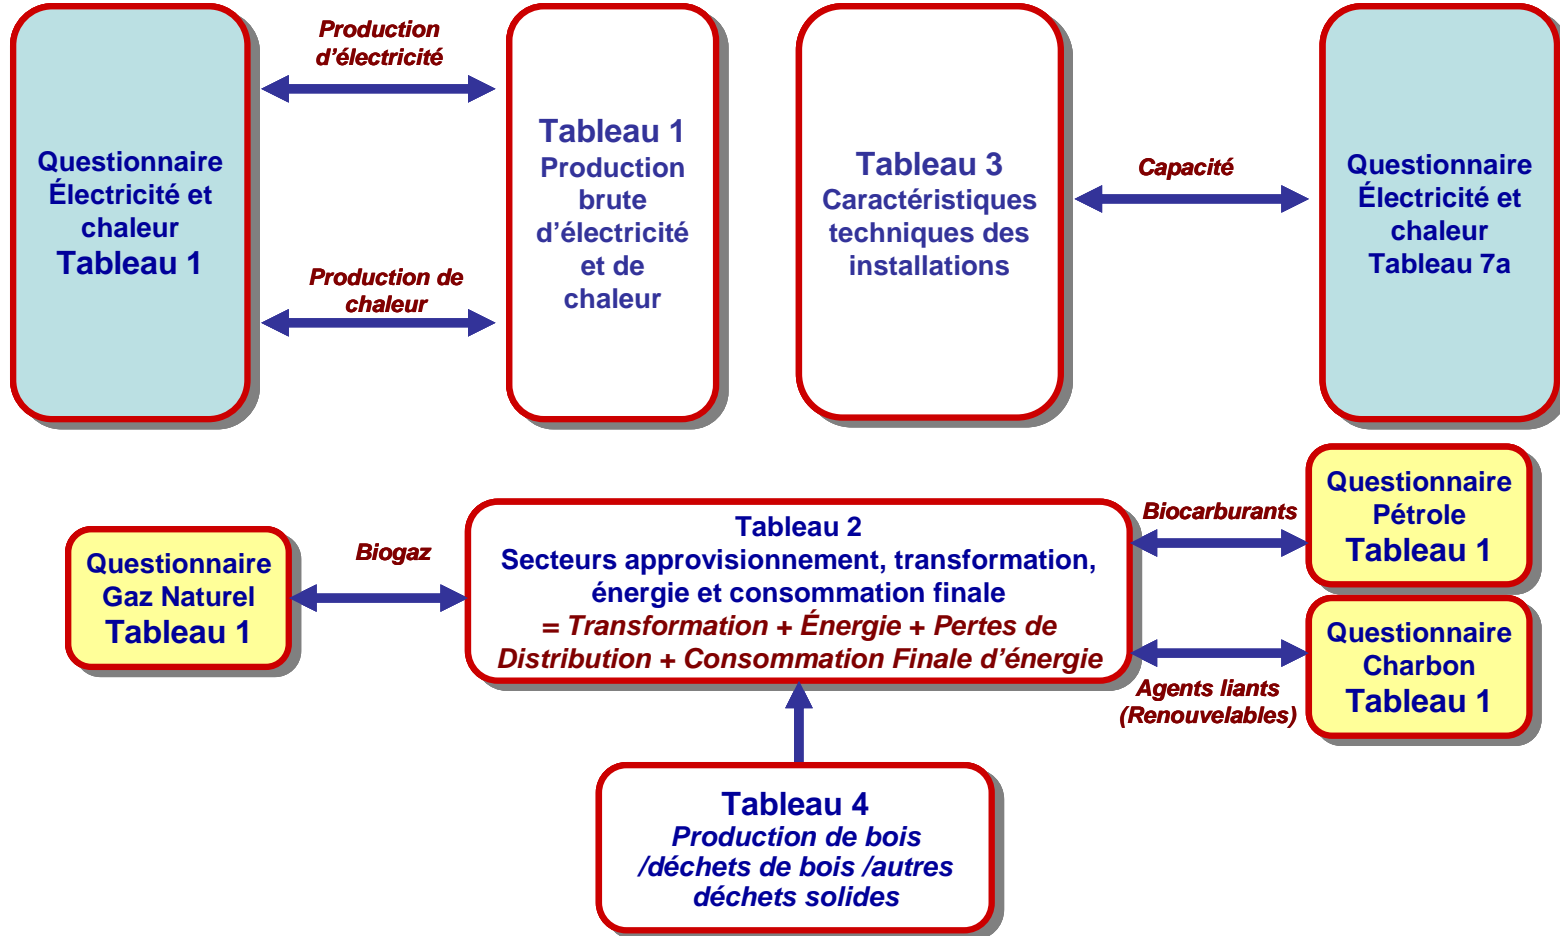 Questionnaire
Électricité et
chaleur
Tableau 1
Production
d’électricité
Production de
chaleur
Tableau 1
Production
brute
d’électricité
et de
chaleur
Tableau 3
Caractéristiques
techniques des
installations
Capacité
Questionnaire
Électricité et
chaleur
Tableau 7a
Questionnaire
Gaz Naturel
Tableau 1
Biogaz
Tableau 2
Secteurs approvisionnement, transformation,
énergie et consommation finale
= Transformation + Énergie + Pertes de
Distribution + Consommation Finale d’énergie
Biocarburants
Questionnaire
Pétrole
Tableau 1
Agents liants
(Renouvelables)
Questionnaire
Charbon
Tableau 1
Tableau 4
Production de bois
/déchets de bois /autres
déchets solides